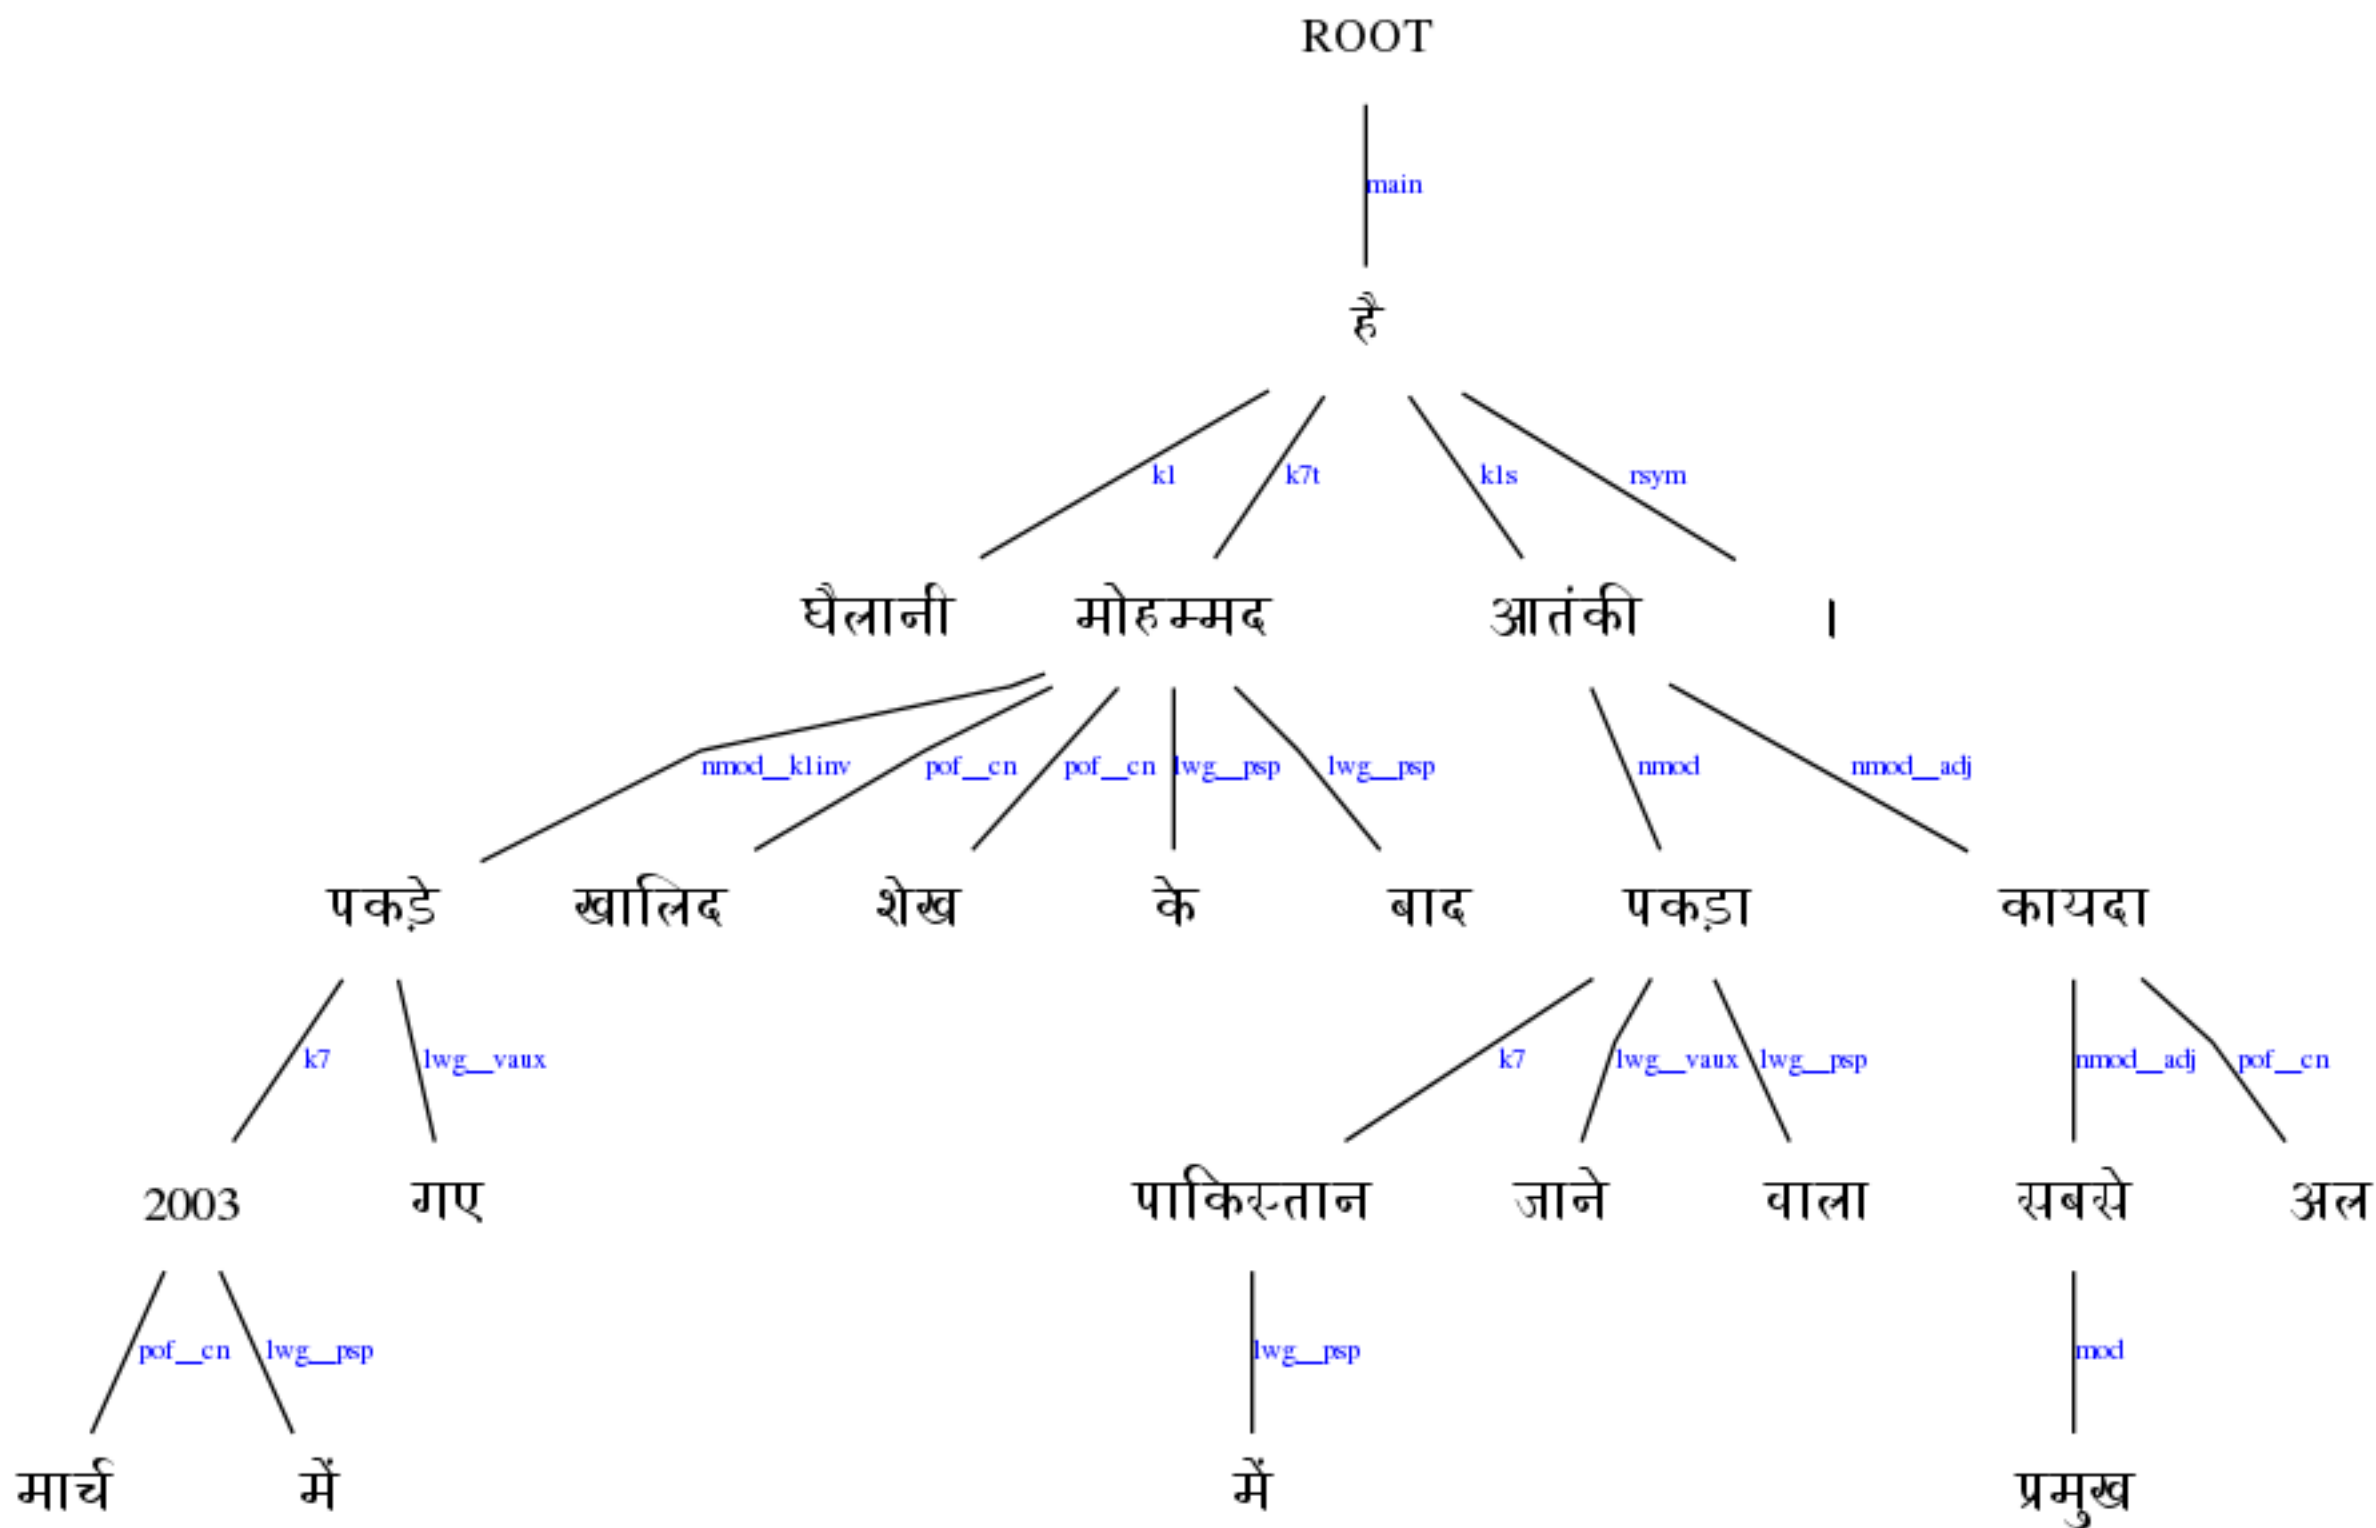 ROOT
main
है
k1 k7t k1s rsym
घैलानी मोहम्मद आतंकी ।
nmod__k1inv pof__cn pof__cn lwg__psp lwg__psp nmod nmod__adj
पकड़े खालिद शेख के बाद पकड़ा कायदा
k7 lwg__vaux k7 lwg__vaux lwg__psp nmod__adj pof__cn
2003 गए पाकिस्तान जाने वाला सबसे अल
pof__cn lwg__psp lwg__psp mod
मार्च में में प्रमुख